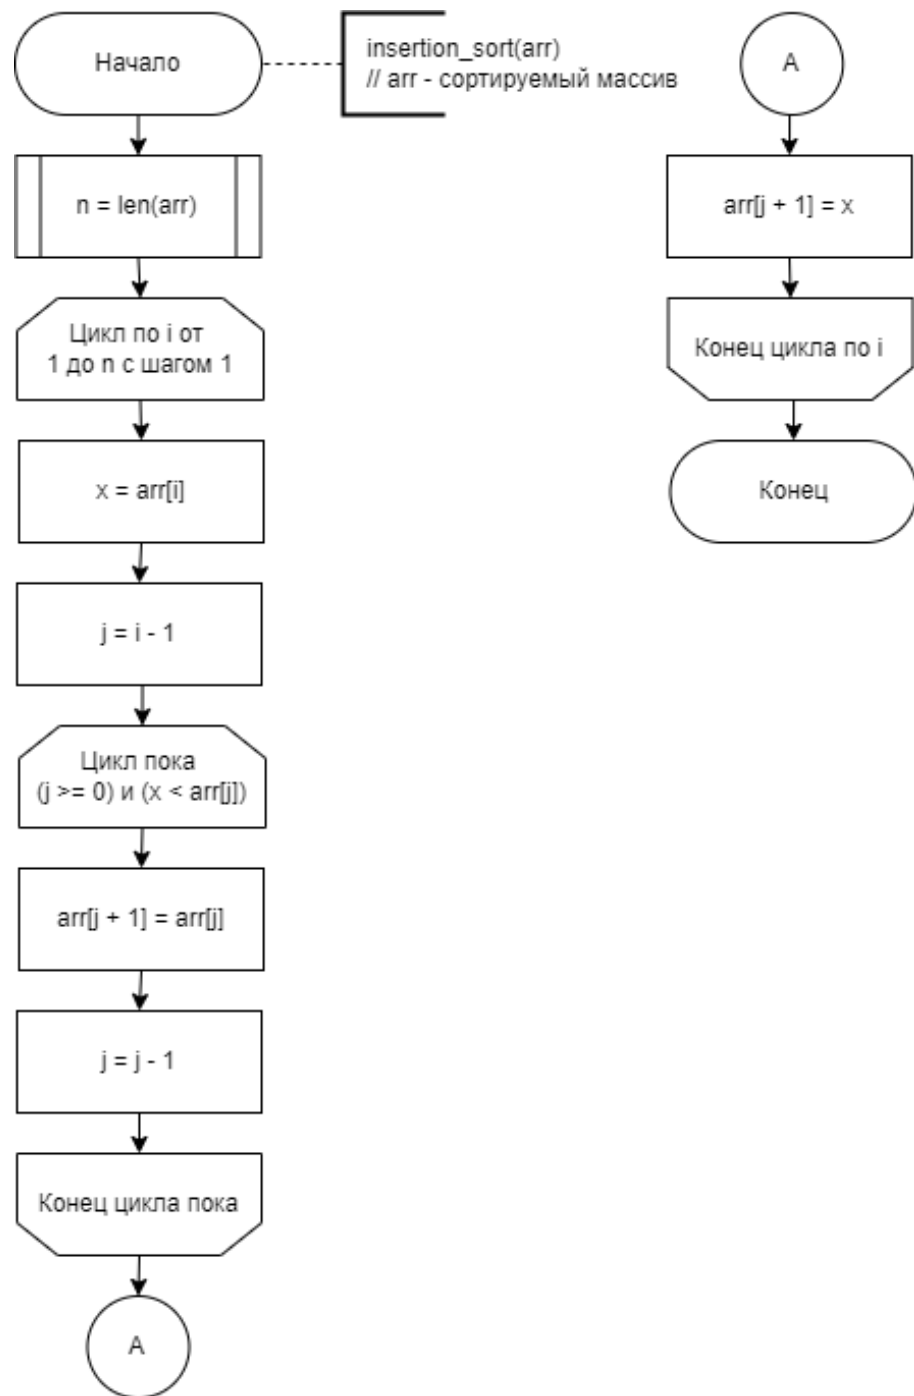 Начало
insertion_sort(arr)
// arr - сортируемый массив
n = len(arr)
Цикл по i от
1 до n с шагом 1
x = arr[i]
j = i - 1
Цикл пока
(j >= 0) и (x < arr[j])
arr[j + 1] = arr[j]
j = j - 1
Конец цикла пока
А
А
arr[j + 1] = x
Конец цикла по i
Конец